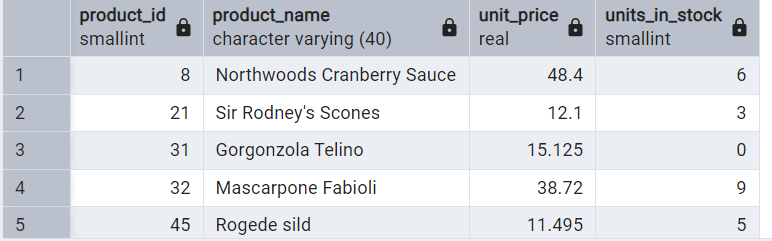 product_id product_name unit_price units_in_stock
smallint character varying (40) real smallint
1 8 Northwoods Cranberry Sauce 48.4 6
2 21 Sir Rodney's Scones 12.1 3
3 31 Gorgonzola Telino 15.125 0
4 32 Mascarpone Fabioli 38.72 9
5 45 Rogede sild 11.495 5